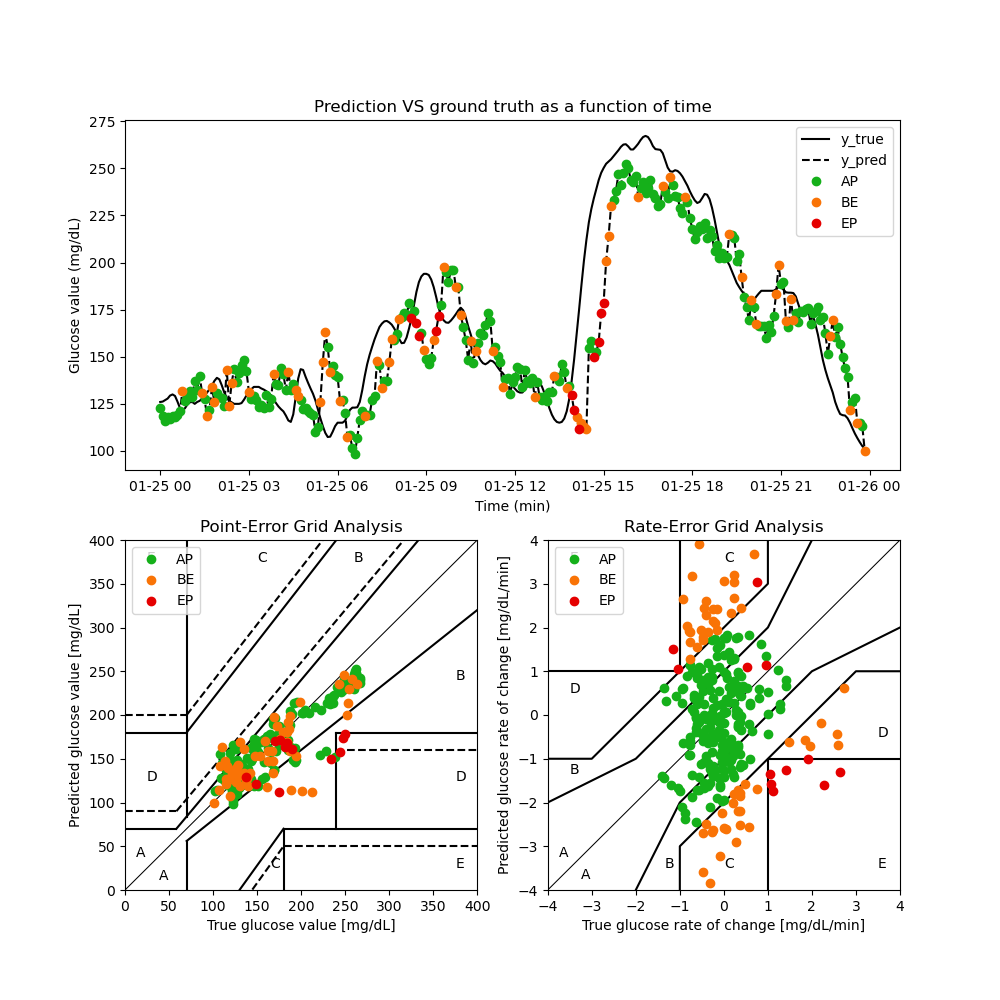 Prediction VS ground truth as a function of time
Glucose value (mg/dL)
275
250
225
200
175
150
125
100
y_true
y_pred
AP
BE
EP
01-25 00 01-25 03 01-25 06 01-25 09 01-25 12 01-25 15 01-25 18 01-25 21 01-26 00
Time (min)
Point-Error Grid Analysis
Predicted glucose value [mg/dL]
400
350
300
250
200
150
100
50
0
AP
BE
EP
C B
B
D D
A
A
C E
0 50 100 150 200 250 300 350 400
True glucose value [mg/dL]
Rate-Error Grid Analysis
Predicted glucose rate of change [mg/dL/min]
4
3
2
1
0
−1
−2
−3
−4
AP
BE
EP
C
D
D
B
A
A
B C E
−4 −3 −2 −1 0 1 2 3 4
True glucose rate of change [mg/dL/min]